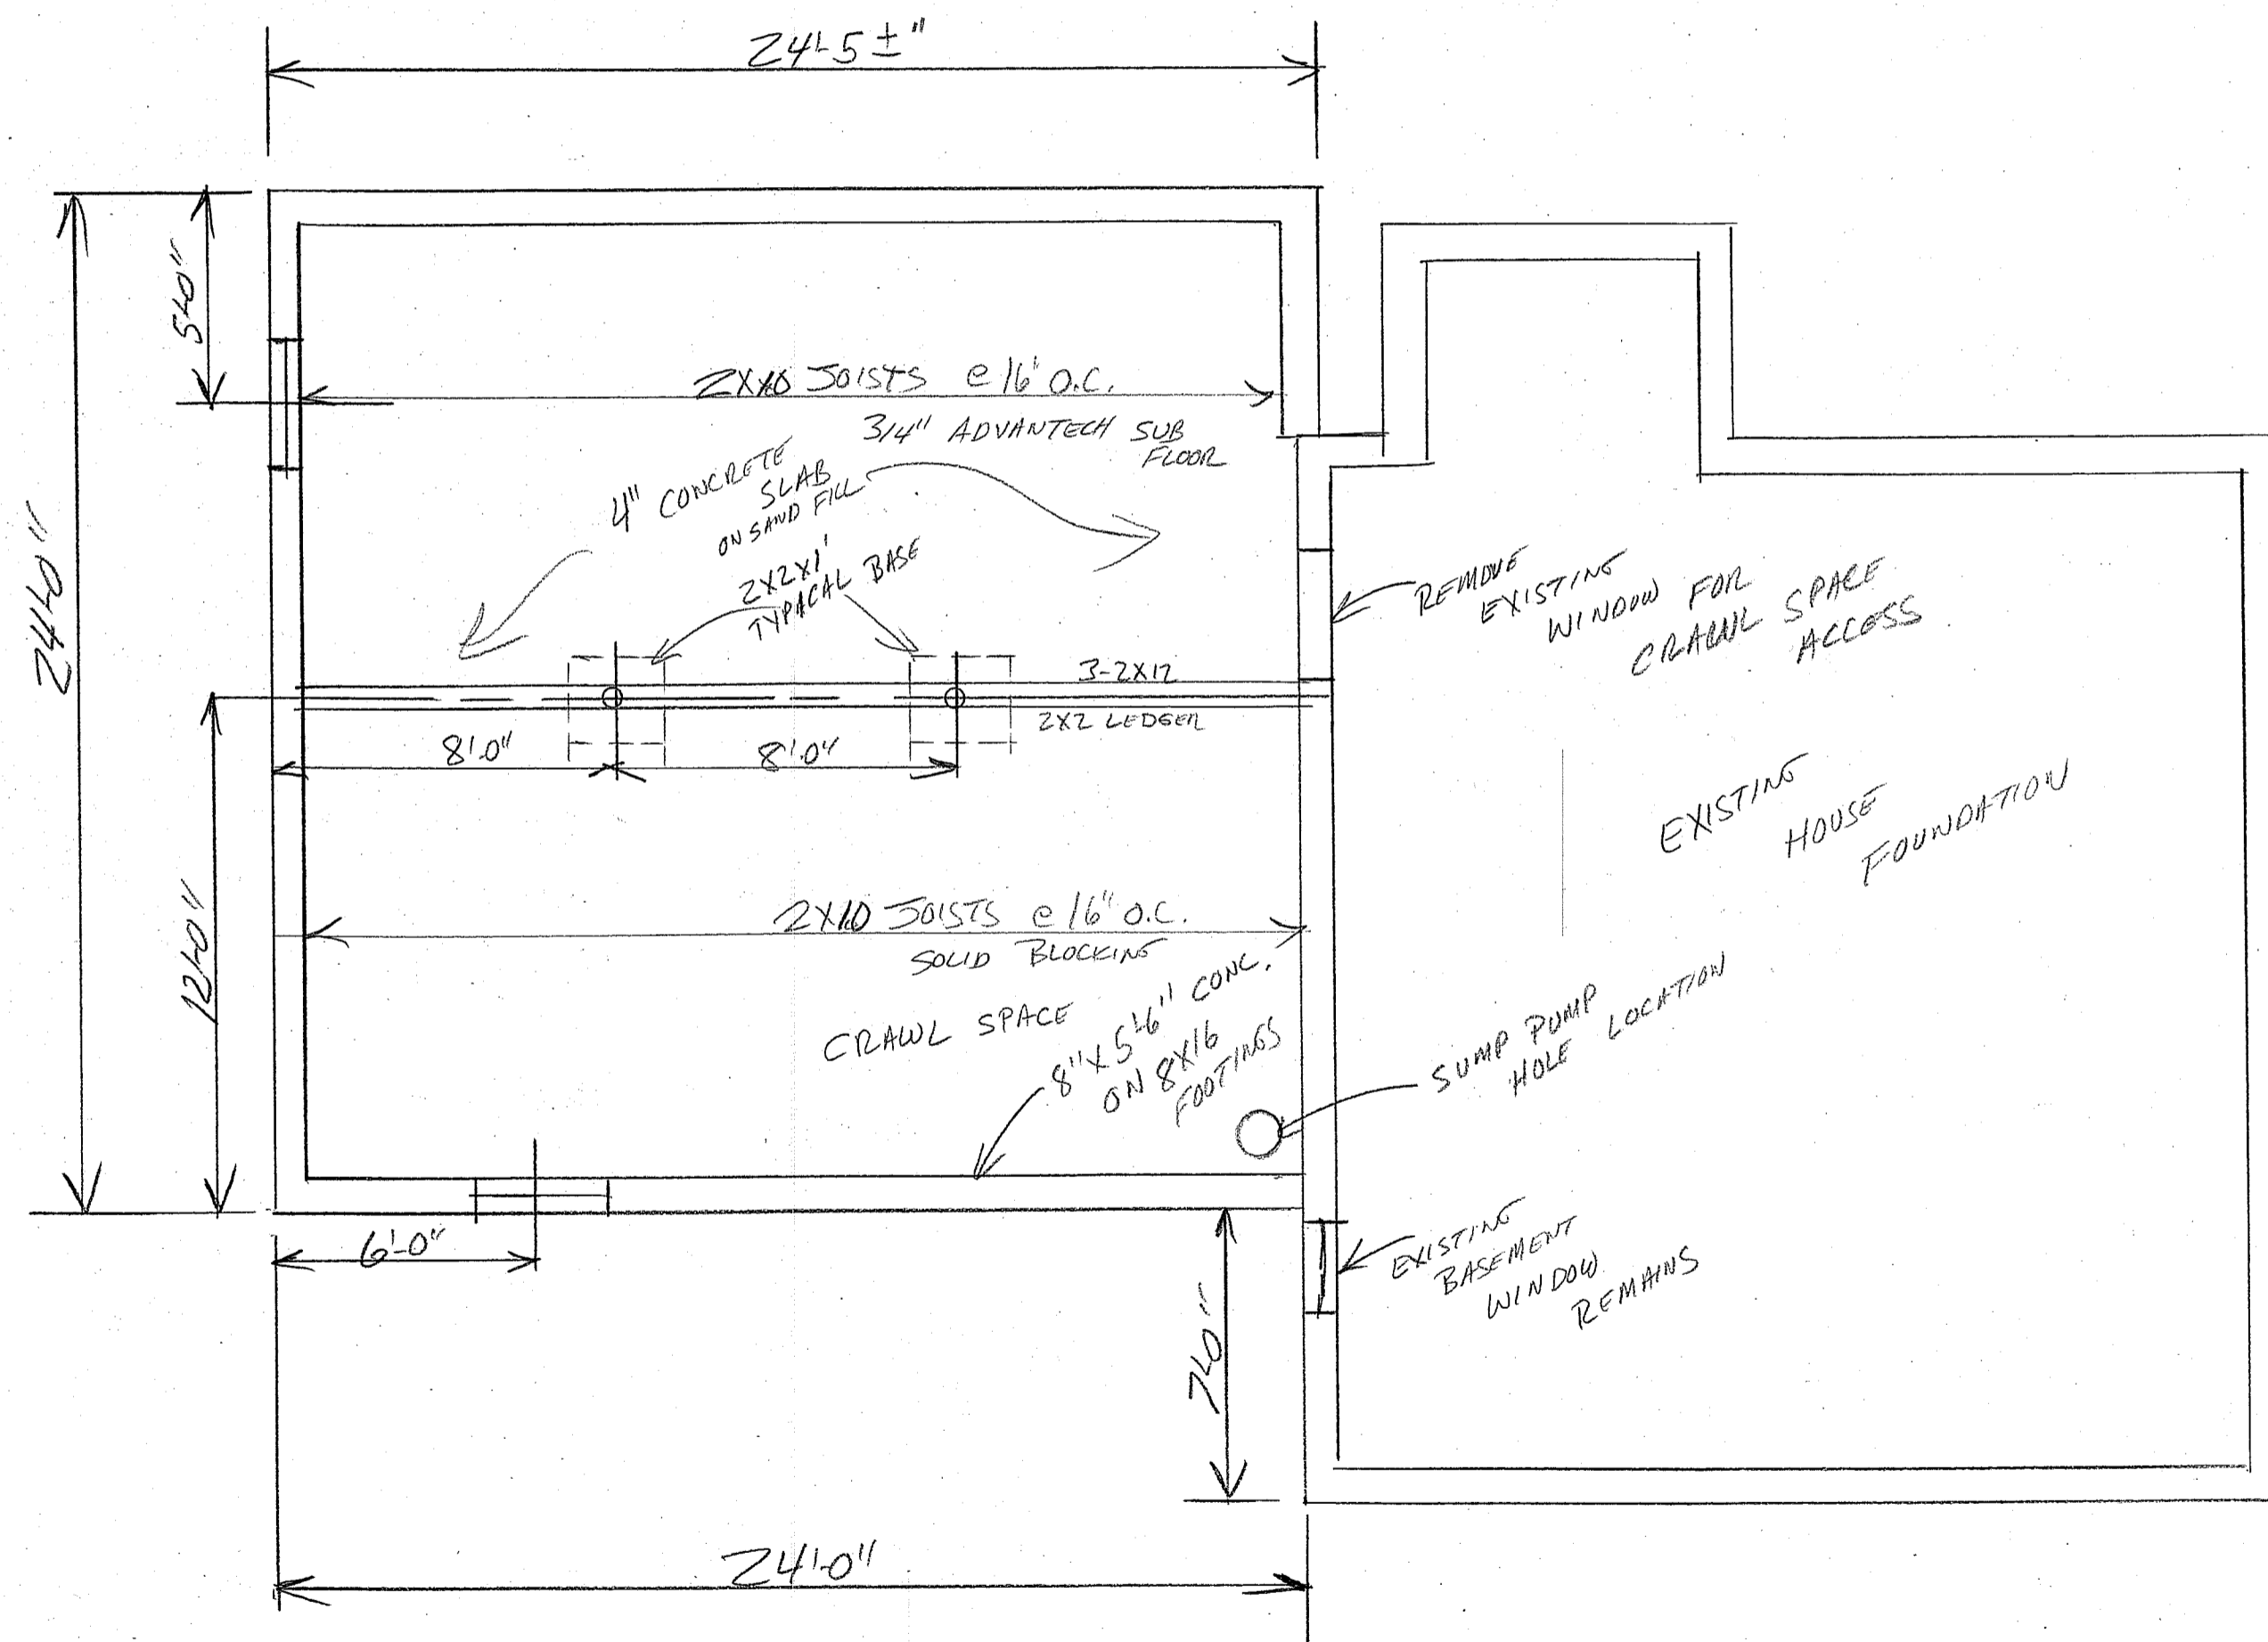 24'-5±"
5'-0"
24'-0"
2X10 JOISTS @ 16" O.C.
3/4" ADVANTECH SUB
FLOOR
4" CONCRETE
SLAB
ON SAND FILL
2X2X1'
TYPACAL BASE
REMOVE
EXISTING
WINDOW FOR
CRAWL SPACE
ACCESS
3-2X12
2X2 LEDGER
8'-0"
8'-0"
EXISTING
HOUSE
FOUNDATION
12'-0"
2X10 JOISTS @ 16" O.C.
SOLID BLOCKING
CRAWL SPACE
8" X 5'-6" CONC.
ON 8X16
FOOTINGS
SUMP PUMP
HOLE LOCATION
6'-0"
7'-0"
EXISTING
BASEMENT
WINDOW
REMAINS
24'-0"